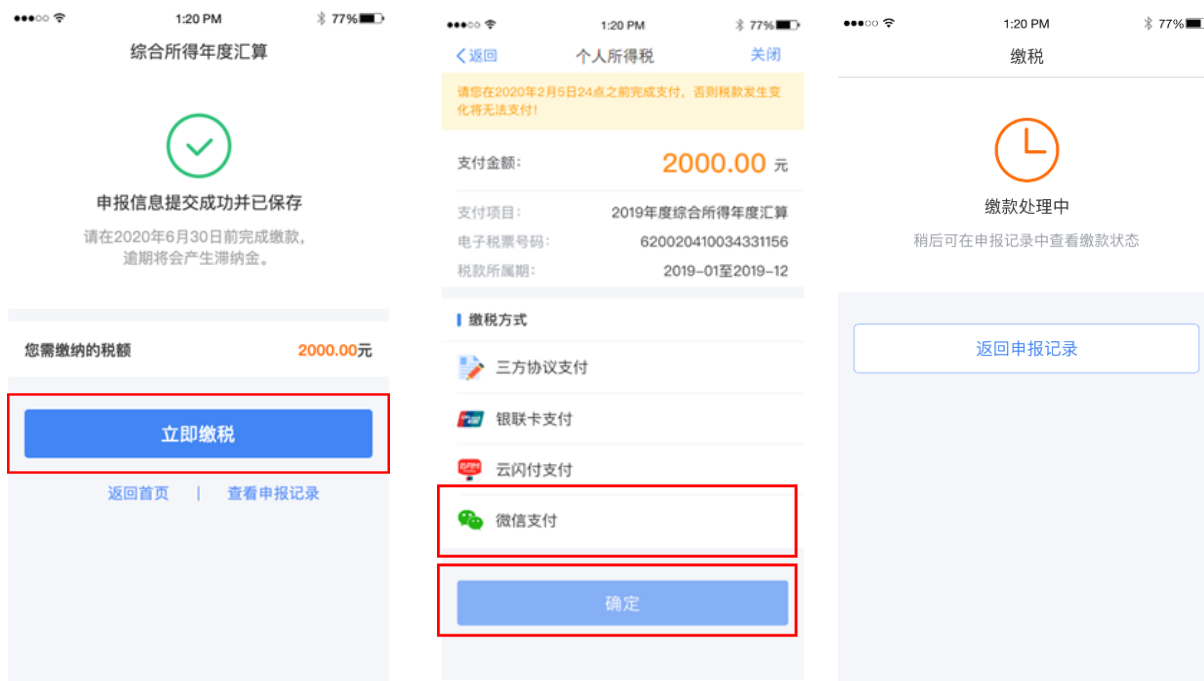 1:20 PM
77%
综合所得年度汇算
申报信息提交成功并已保存
请在2020年6月30日前完成缴款，
逾期将会产生滞纳金。
您需缴纳的税额
2000.00元
立即缴税
返回首页 | 查看申报记录
1:20 PM
77%
返回
个人所得税
关闭
请您在2020年2月5日24点之前完成支付，否则税款发生变
化将无法支付！
支付金额：
2000.00 元
支付项目：
2019年度综合所得年度汇算
电子税票号码：
620020410034331156
税款所属期：
2019-01至2019-12
缴税方式
三方协议支付
银联卡支付
云闪付支付
微信支付
确定
1:20 PM
77%
缴税
缴款处理中
稍后可在申报记录中查看缴款状态
返回申报记录